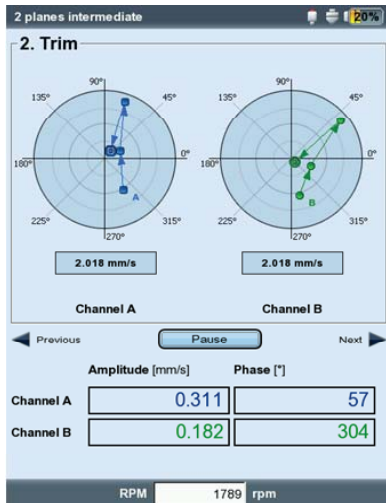 2 planes intermediate 20%
2. Trim
90° 90°
135° 45° 135° 45°
180° 0° 180° 0°
A B
225° 315° 225° 315°
270° 270°
2.018 mm/s 2.018 mm/s
Channel A Channel B
Previous Pause Next
Amplitude [mm/s] Phase [°]
Channel A 0.311 57
Channel B 0.182 304
RPM 1789 rpm